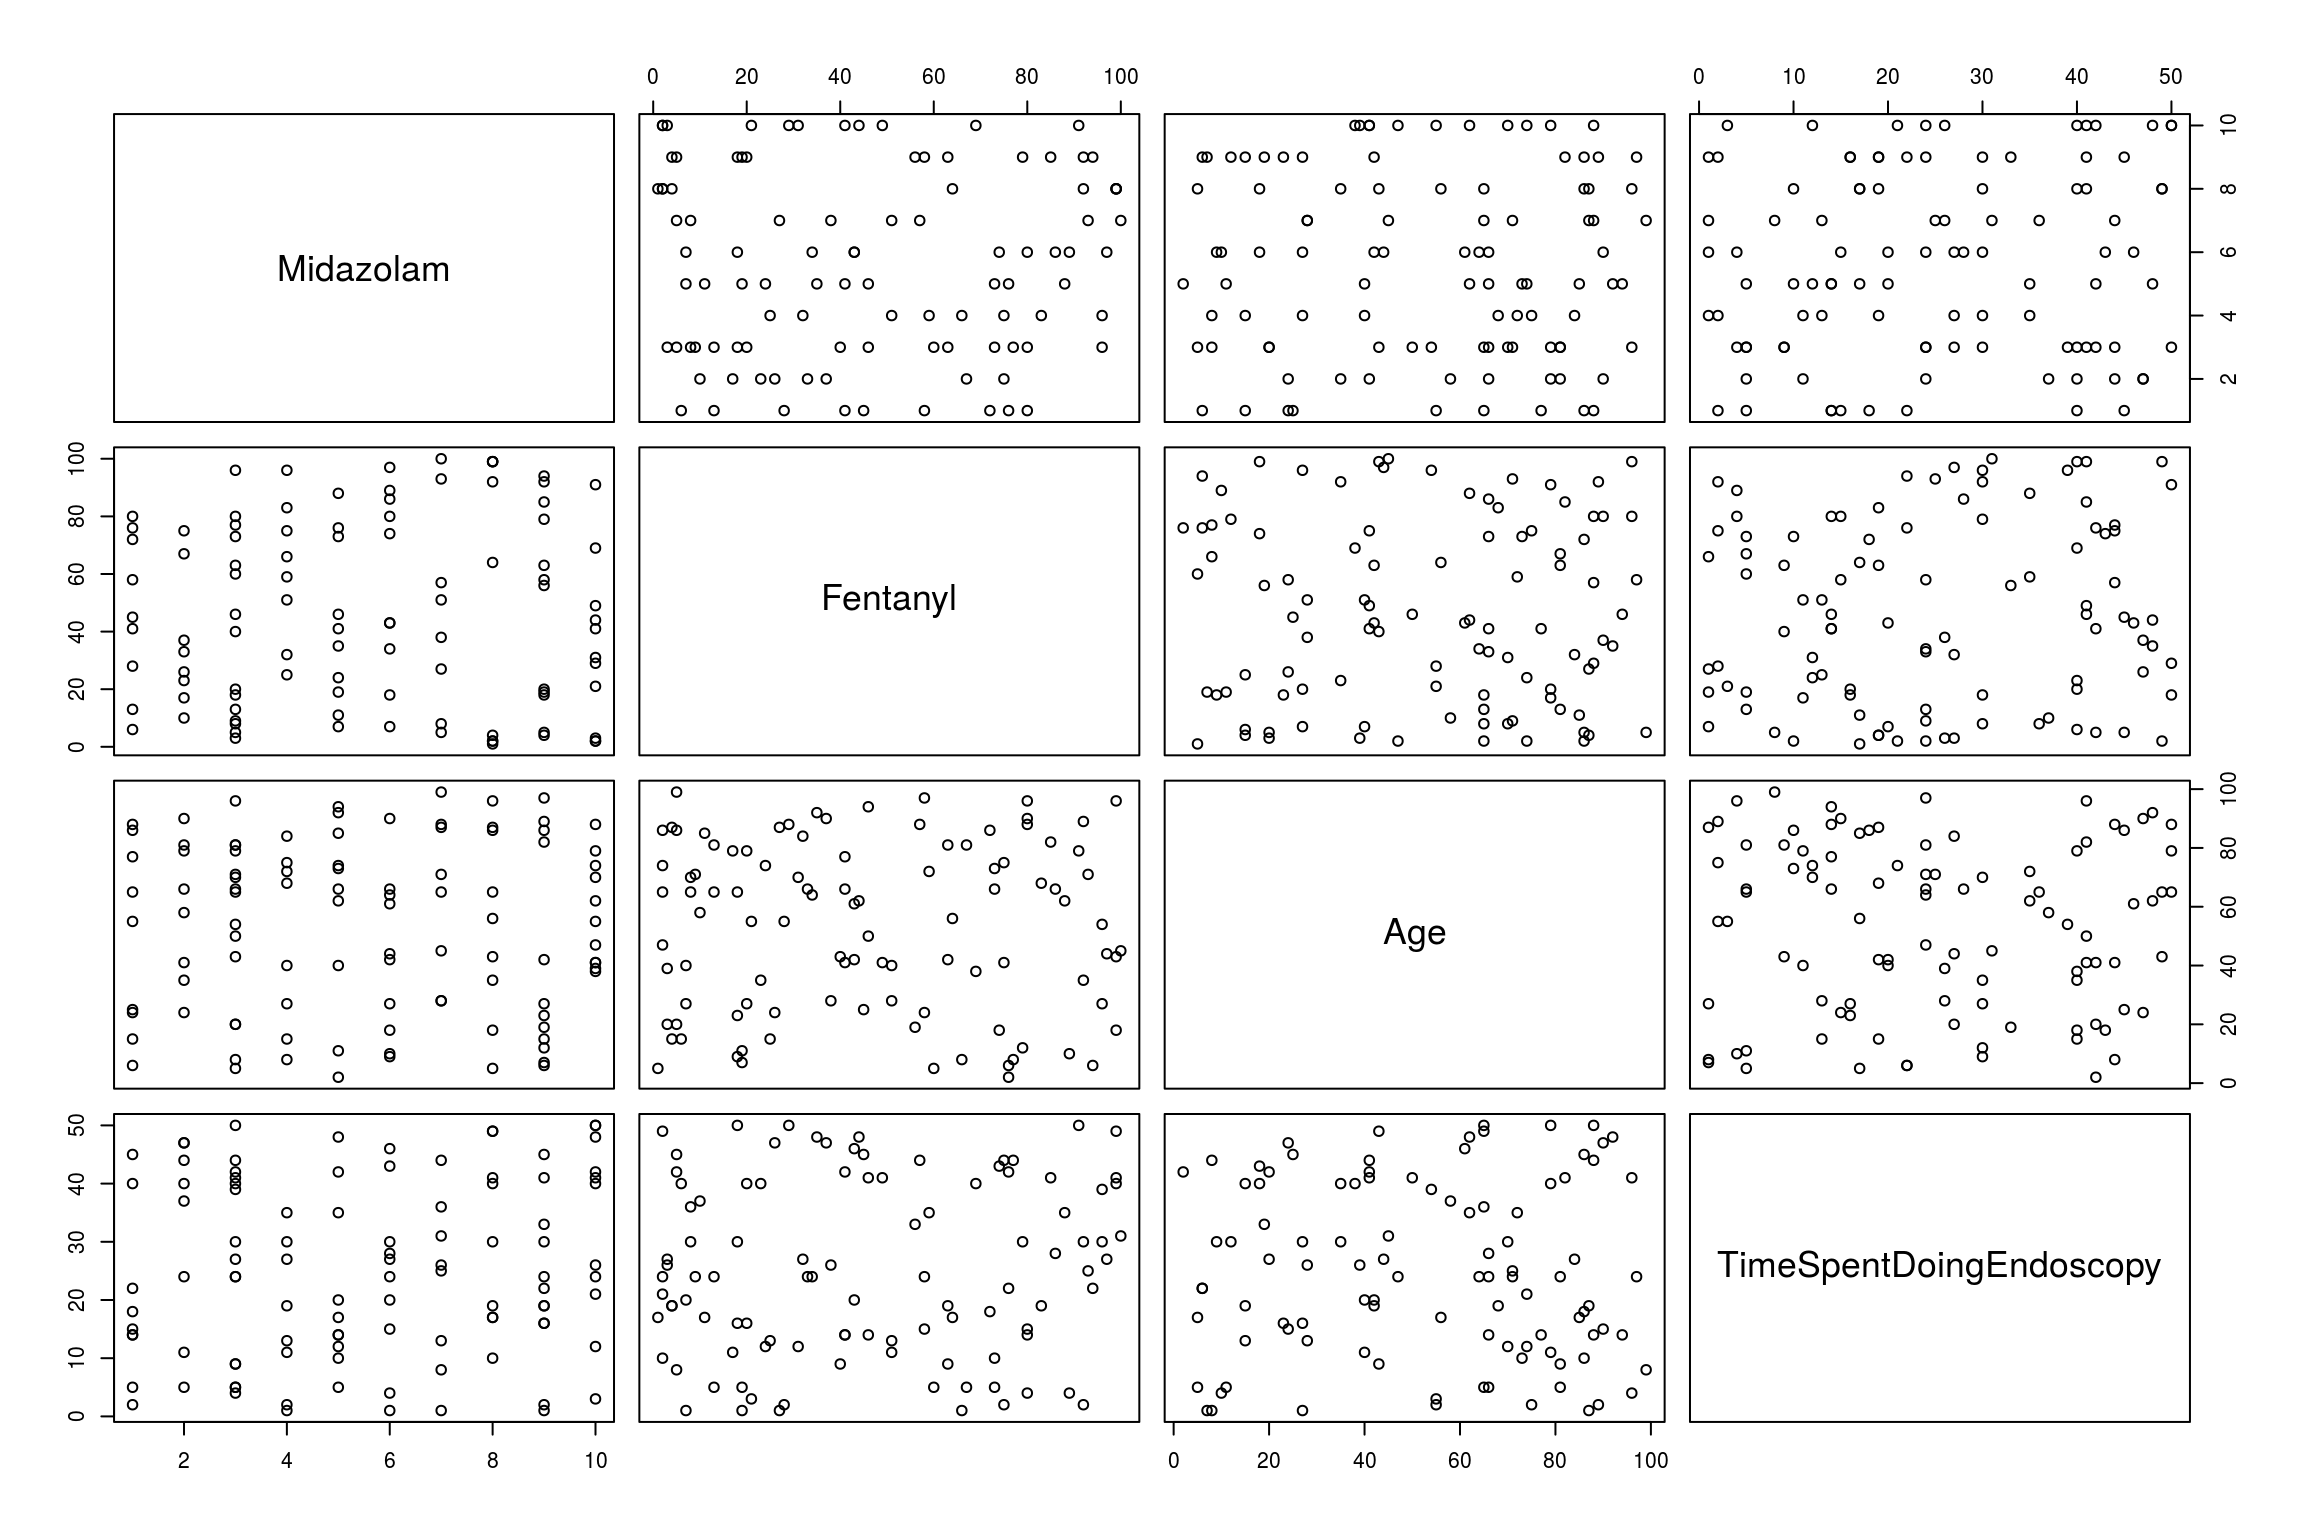 0 20 40 60 80 100 0 10 20 30 40 50
Midazolam 2 4 6 8 10
0 20 40 60 80 100 Fentanyl
Age 0 20 40 60 80 100
0 10 20 30 40 50 TimeSpentDoingEndoscopy
2 4 6 8 10 0 20 40 60 80 100